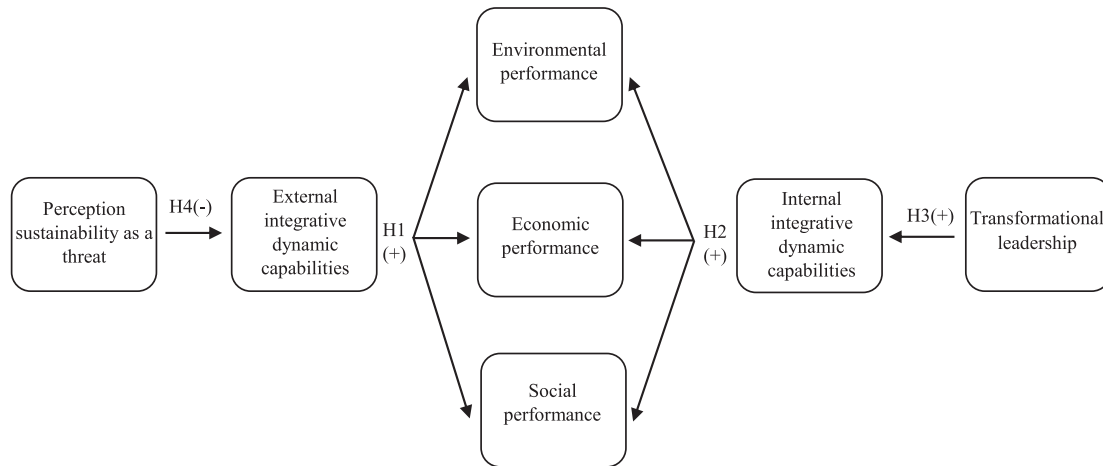 Environmental
performance
Perception
sustainability as a
threat
H4(-)
External
integrative
dynamic
capabilities
H1
(+)
Economic
performance
H2
(+)
Internal
integrative
dynamic
capabilities
H3(+)
Transformational
leadership
Social
performance